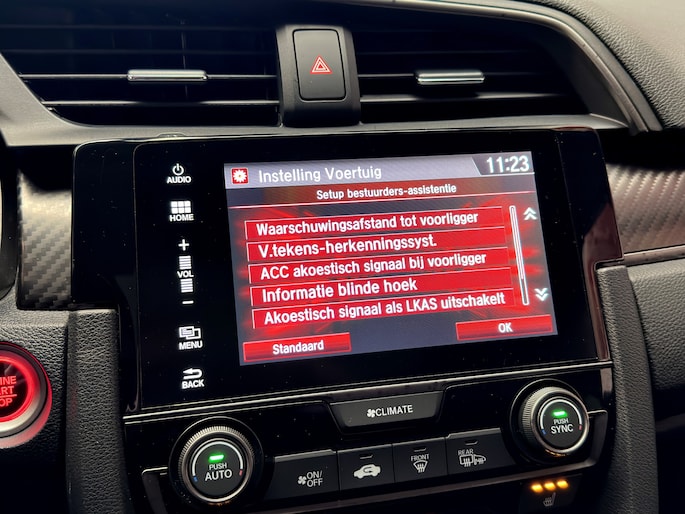 AUDIO
HOME
+
VOL
-
MENU
BACK
Instelling Voertuig
11:23
Setup bestuurders-assistentie
Waarschuwingsafstand tot voorligger
V.tekens-herkenningssyst.
ACC akoestisch signaal bij voorligger
Informatie blinde hoek
Akoestisch signaal als LKAS uitschakelt
Standaard
OK
CLIMATE
PUSH
AUTO
ON/
OFF
FRONT
REAR
PUSH
SYNC